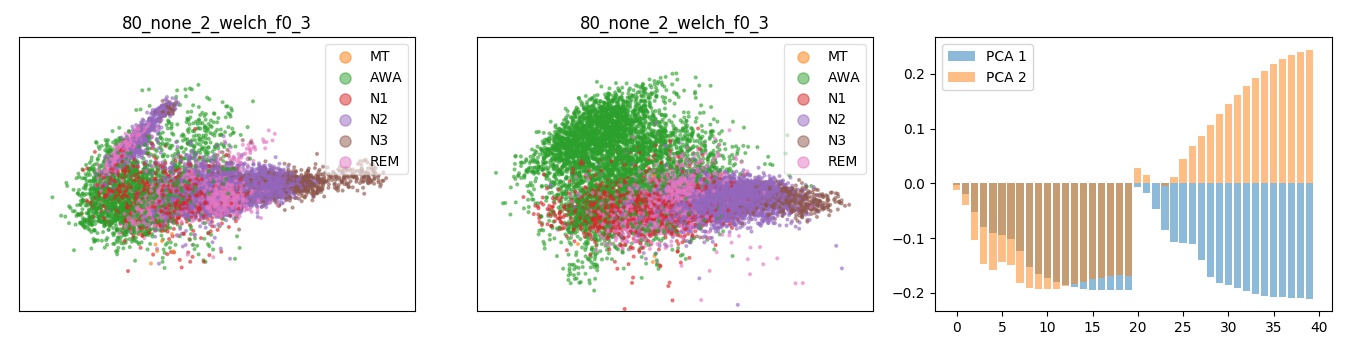 80_none_2_welch_f0_3
MT
AWA
N1
N2
N3
REM
80_none_2_welch_f0_3
MT
AWA
N1
N2
N3
REM
PCA 1
PCA 2
0.2
0.1
0.0
−0.1
−0.2
0 5 10 15 20 25 30 35 40